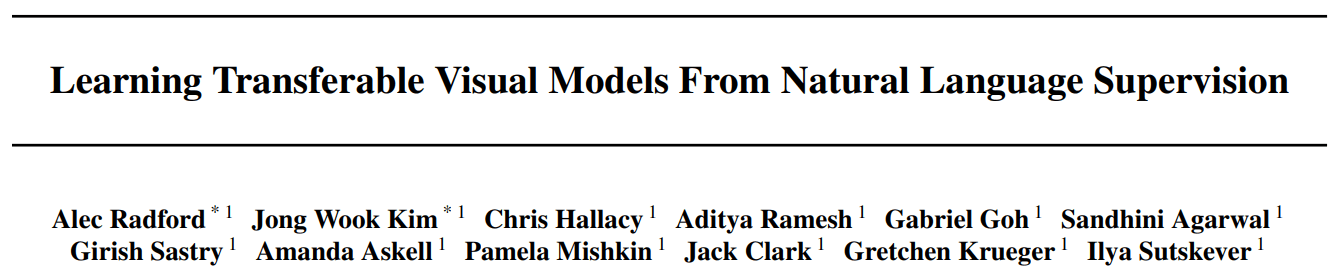 Learning Transferable Visual Models From Natural Language Supervision
Alec Radford * 1 Jong Wook Kim * 1 Chris Hallacy 1 Aditya Ramesh 1 Gabriel Goh 1 Sandhini Agarwal 1
Girish Sastry 1 Amanda Askell 1 Pamela Mishkin 1 Jack Clark 1 Gretchen Krueger 1 Ilya Sutskever 1